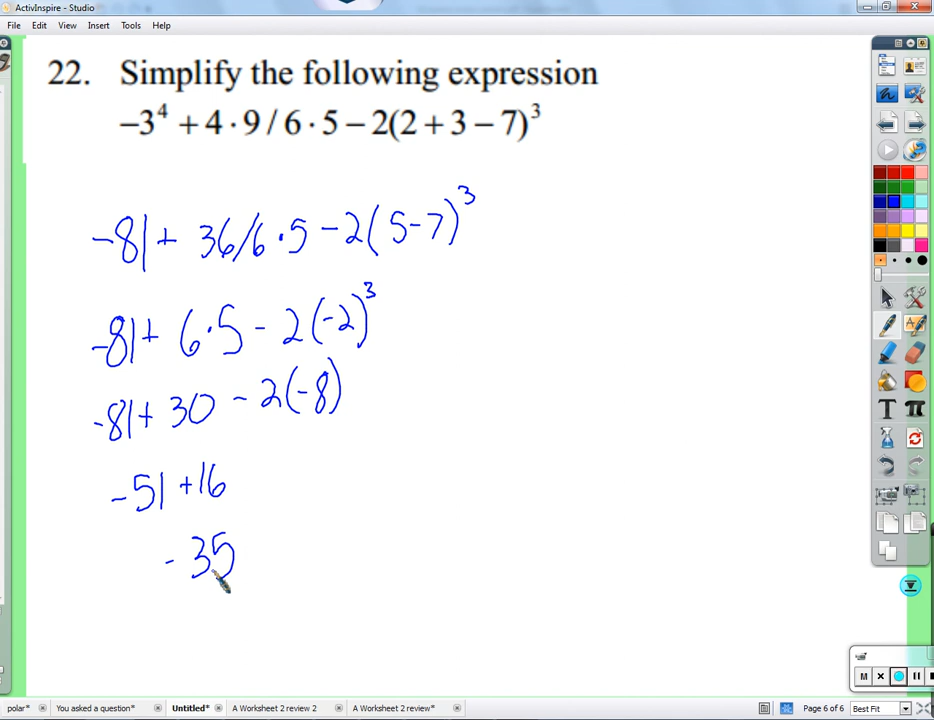 ActivInspire - Studio
File Edit View Insert Tools Help
22. Simplify the following expression
−3⁴ + 4 · 9 / 6 · 5 − 2(2 + 3 − 7)³
-81 + 36/6 · 5 - 2(5-7)³
-81 + 6 · 5 - 2(-2)³
-81 + 30 - 2(-8)
-51 + 16
- 35
polar* You asked a question* Untitled* A Worksheet 2 review 2 A Worksheet 2 review* Page 6 of 6 Best Fit